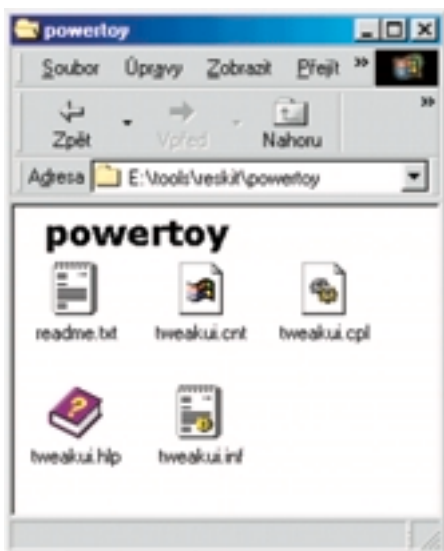 powertoy
Soubor Úpravy Zobrazit Přejít »
Zpět Vpřed Nahoru »
Adresa E:\tools\reskit\powertoy
powertoy
readme.txt tweakui.cnt tweakui.cpl
tweakui.hlp tweakui.inf